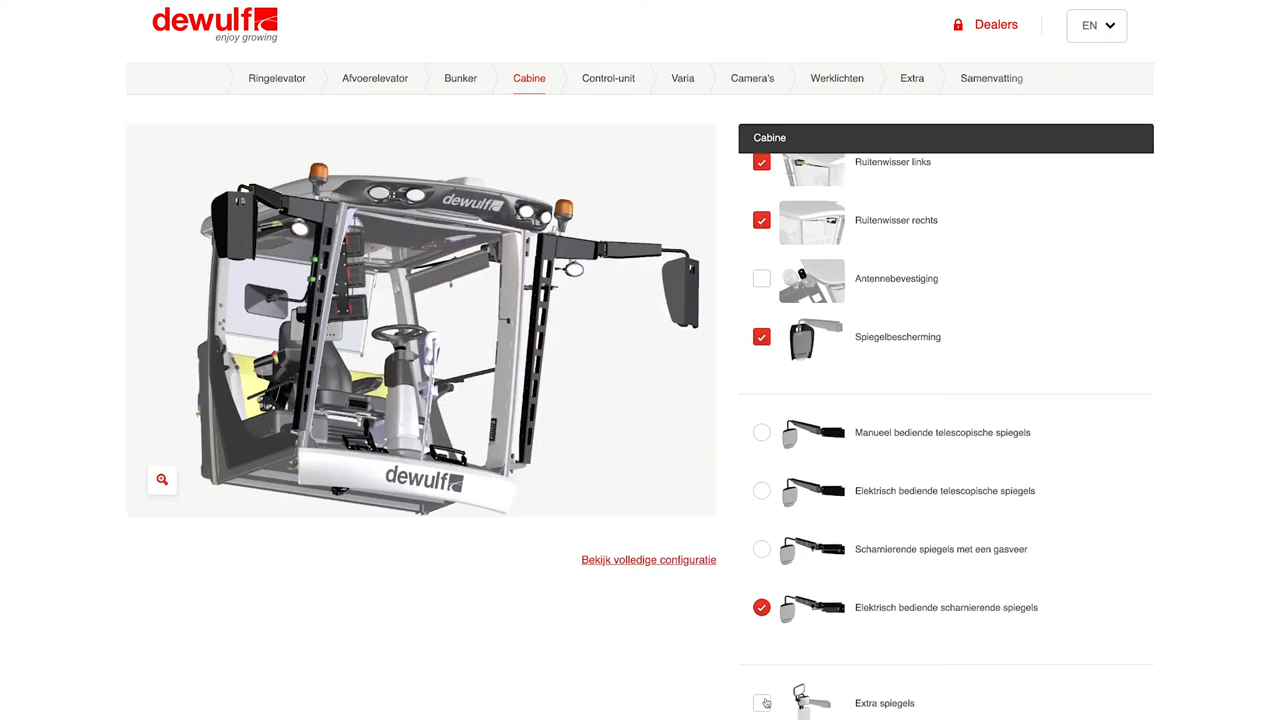 dewulf
enjoy growing
Dealers
EN
Ringelevator
Afvoerelevator
Bunker
Cabine
Control-unit
Varia
Camera's
Werklichten
Extra
Samenvatting
dewulf
dewulf
Bekijk volledige configuratie
Cabine
Ruitenwisser links
Ruitenwisser rechts
Antennebevestiging
Spiegelbescherming
Manueel bediende telescopische spiegels
Elektrisch bediende telescopische spiegels
Scharnierende spiegels met een gasveer
Elektrisch bediende scharnierende spiegels
Extra spiegels